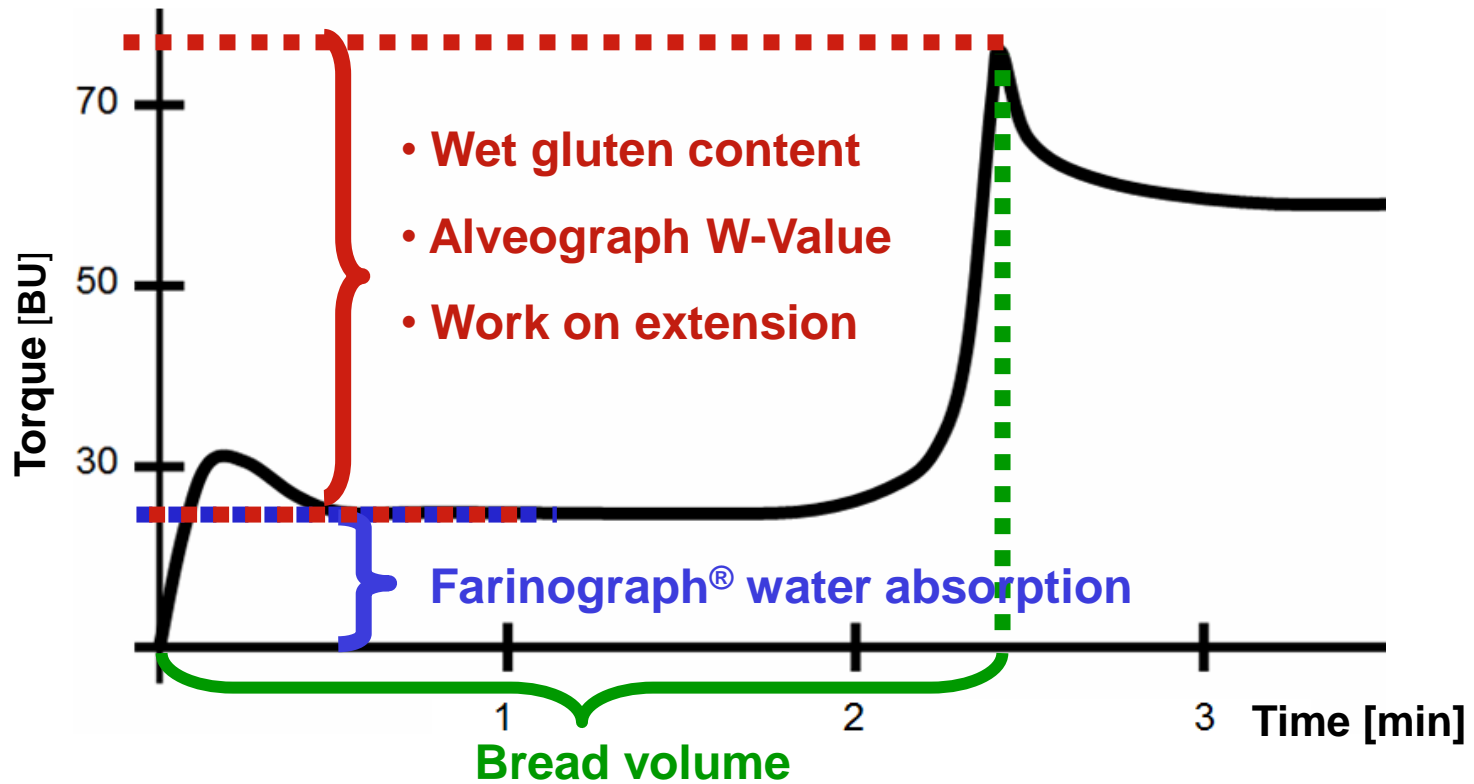 70
• Wet gluten content
• Alveograph W-Value
50
• Work on extension
Torque [BU]
30
Farinograph® water absorption
1
2
3
Time [min]
Bread volume